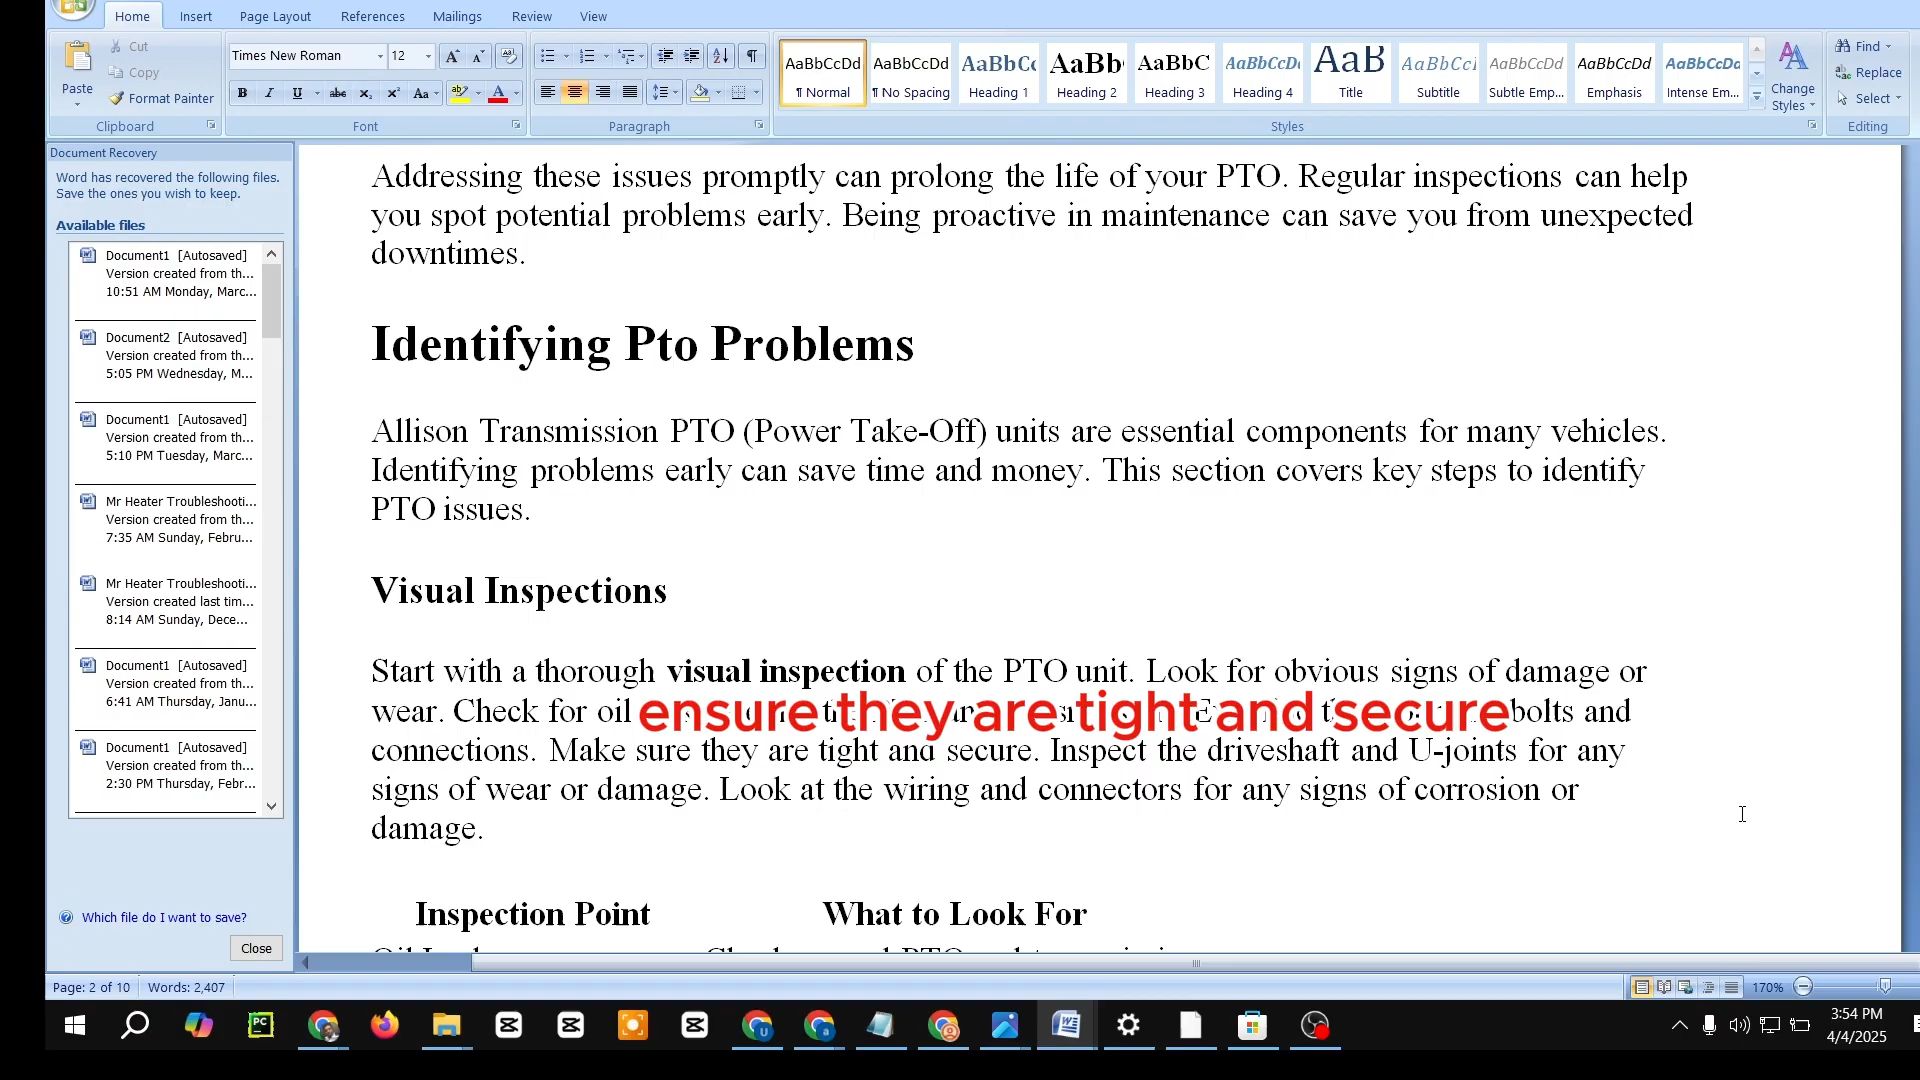 Home Insert Page Layout References Mailings Review View
Cut
Copy
Paste
Format Painter
Clipboard
Times New Roman 12
Font
Paragraph
AaBbCcDd AaBbCcDd AaBbCc AaBb AaBbC AaBbCcD AaB AaBbCcI AaBbCcDd AaBbCcDd AaBbCcDd
¶ Normal ¶ No Spacing Heading 1 Heading 2 Heading 3 Heading 4 Title Subtitle Subtle Emp... Emphasis Intense Em...
Styles
Change
Styles
Find
Replace
Select
Editing
Document Recovery
Word has recovered the following files.
Save the ones you wish to keep.
Available files
Document1 [Autosaved]
Version created from th...
10:51 AM Monday, Marc...
Document2 [Autosaved]
Version created from th...
5:05 PM Wednesday, M...
Document1 [Autosaved]
Version created from th...
5:10 PM Tuesday, Marc...
Mr Heater Troubleshooti...
Version created from th...
7:35 AM Sunday, Febru...
Mr Heater Troubleshooti...
Version created last tim...
8:14 AM Sunday, Dece...
Document1 [Autosaved]
Version created from th...
6:41 AM Thursday, Janu...
Document1 [Autosaved]
Version created from th...
2:30 PM Thursday, Febr...
Which file do I want to save?
Close
Addressing these issues promptly can prolong the life of your PTO. Regular inspections can help
you spot potential problems early. Being proactive in maintenance can save you from unexpected
downtimes.
Identifying Pto Problems
Allison Transmission PTO (Power Take-Off) units are essential components for many vehicles.
Identifying problems early can save time and money. This section covers key steps to identify
PTO issues.
Visual Inspections
Start with a thorough visual inspection of the PTO unit. Look for obvious signs of damage or
wear. Check for oil bolts and
ensure they are tight and secure
connections. Make sure they are tight and secure. Inspect the driveshaft and U-joints for any
signs of wear or damage. Look at the wiring and connectors for any signs of corrosion or
damage.
Inspection Point What to Look For
Page: 2 of 10 Words: 2,407
170%
3:54 PM
4/4/2025